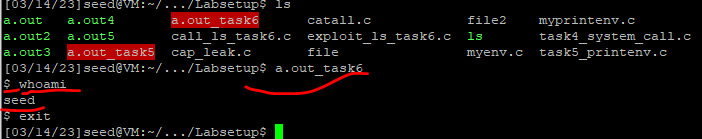 [03/14/23]seed@VM:~/.../Labsetup$ ls
a.out a.out4 a.out_task6 catall.c file2 myprintenv.c
a.out2 a.out5 call_ls_task6.c exploit_ls_task6.c ls task4_system_call.c
a.out3 a.out_task5 cap_leak.c file myenv.c task5_printenv.c
[03/14/23]seed@VM:~/.../Labsetup$ a.out_task6
$ whoami
seed
$ exit
[03/14/23]seed@VM:~/.../Labsetup$